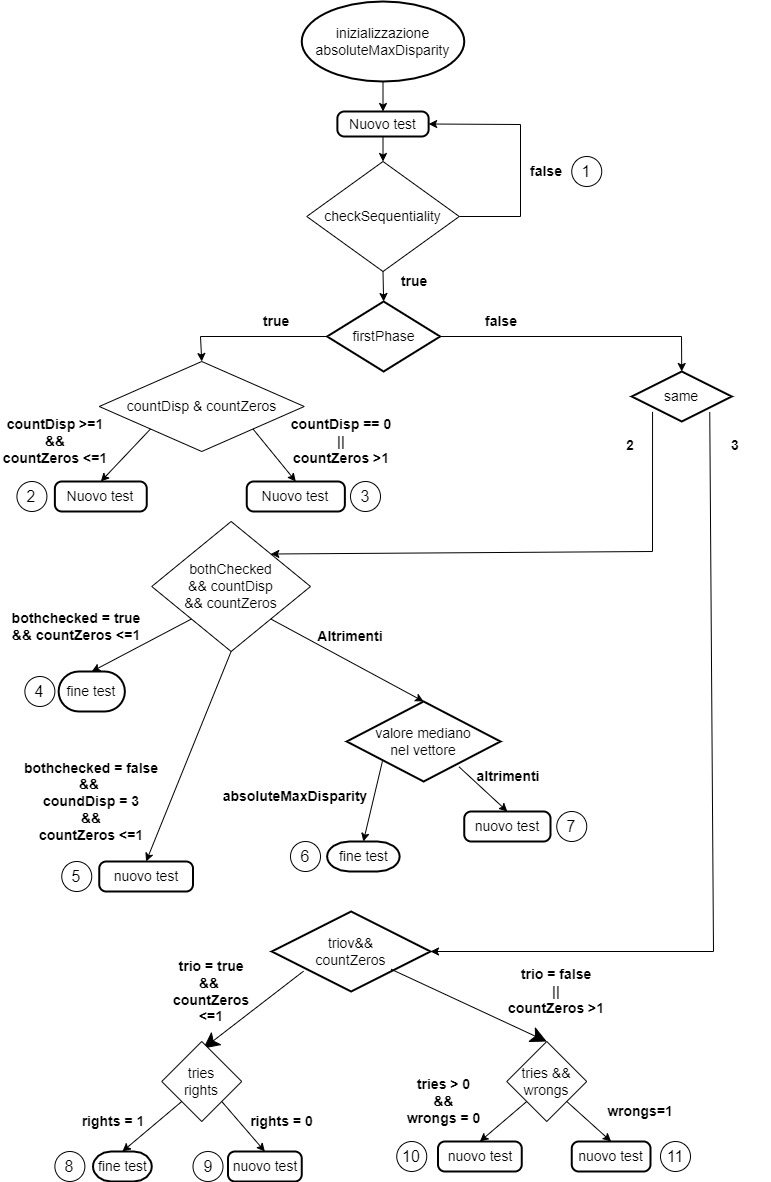 inizializzazione
absoluteMaxDisparity
Nuovo test
false
1
checkSequentiality
true
firstPhase
true
false
same
countDisp & countZeros
countDisp >=1
&&
countZeros <=1
countDisp == 0
||
countZeros >1
2
3
2
Nuovo test
Nuovo test
3
bothChecked
&& countDisp
&& countZeros
bothchecked = true
&& countZeros <=1
Altrimenti
4
fine test
valore mediano
nel vettore
bothchecked = false
&&
coundDisp = 3
&&
countZeros <=1
absoluteMaxDisparity
altrimenti
nuovo test
7
6
fine test
5
nuovo test
triov&&
countZeros
trio = true
&&
countZeros
<=1
trio = false
||
countZeros >1
tries
rights
tries &&
wrongs
tries > 0
&&
wrongs = 0
wrongs=1
rights = 1
rights = 0
8
fine test
9
nuovo test
10
nuovo test
nuovo test
11